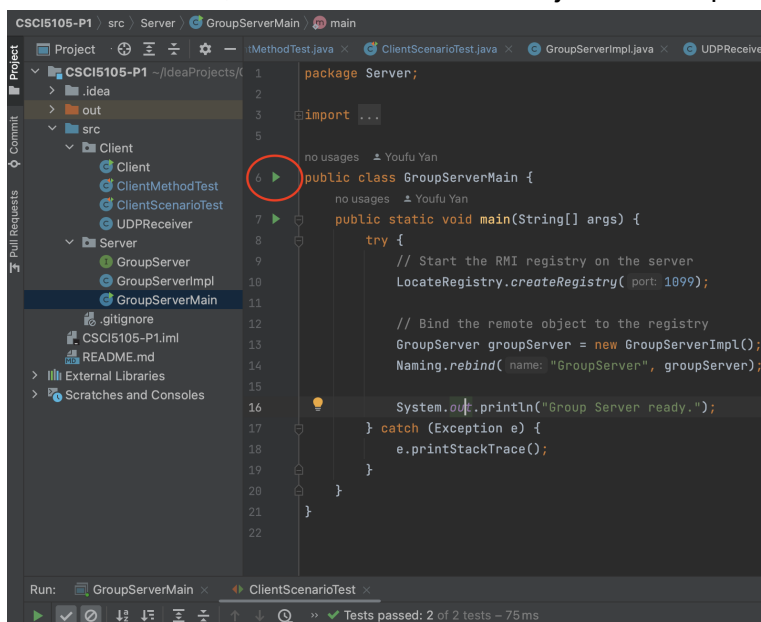 CSCI5105-P1 〉 src 〉 Server 〉 GroupServerMain 〉 main
Project
tMethodTest.java × ClientScenarioTest.java × GroupServerImpl.java × UDPReceive
CSCI5105-P1 ~/IdeaProjects/
.idea
out
src
Client
Client
ClientMethodTest
ClientScenarioTest
UDPReceiver
Server
GroupServer
GroupServerImpl
GroupServerMain
.gitignore
CSCI5105-P1.iml
README.md
External Libraries
Scratches and Consoles
Project
Commit
Pull Requests
1 package Server;
2
3 import ...
5
no usages Youfu Yan
6 public class GroupServerMain {
no usages Youfu Yan
7 public static void main(String[] args) {
8 try {
9 // Start the RMI registry on the server
10 LocateRegistry.createRegistry( port: 1099);
11
12 // Bind the remote object to the registry
13 GroupServer groupServer = new GroupServerImpl();
14 Naming.rebind( name: "GroupServer", groupServer);
15
16 System.out.println("Group Server ready.");
17 } catch (Exception e) {
18 e.printStackTrace();
19 }
20 }
21 }
22
Run: GroupServerMain × ClientScenarioTest ×
» Tests passed: 2 of 2 tests – 75 ms